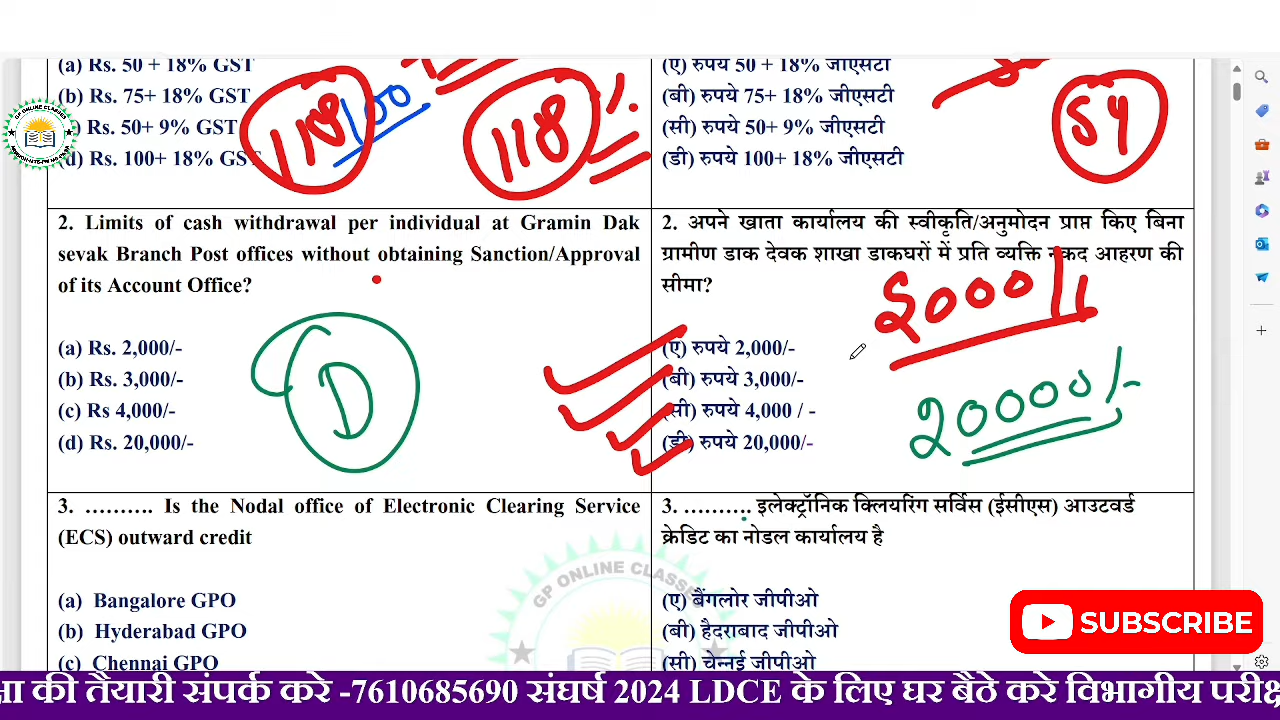 (a) Rs. 50 + 18% GST
(b) Rs. 75+ 18% GST
Rs. 50+ 9% GST
(d) Rs. 100+ 18% GST
118
100
118
(ए) रुपये 50 + 18% जीएसटी
(बी) रुपये 75+ 18% जीएसटी
(सी) रुपये 50+ 9% जीएसटी
(डी) रुपये 100+ 18% जीएसटी
GP ONLINE CLASSES
2. Limits of cash withdrawal per individual at Gramin Dak
sevak Branch Post offices without obtaining Sanction/Approval
of its Account Office?
(a) Rs. 2,000/-
(b) Rs. 3,000/-
(c) Rs 4,000/-
(d) Rs. 20,000/-
D
2. अपने खाता कार्यालय की स्वीकृति/अनुमोदन प्राप्त किए बिना
ग्रामीण डाक देवक शाखा डाकघरों में प्रति व्यक्ति नकद आहरण की
सीमा?
(ए) रुपये 2,000/-
(बी) रुपये 3,000/-
(सी) रुपये 4,000 / -
(डी) रुपये 20,000/-
20000/-
3. .......... Is the Nodal office of Electronic Clearing Service
(ECS) outward credit
(a) Bangalore GPO
(b) Hyderabad GPO
(c) Chennai GPO
3. .......... इलेक्ट्रॉनिक क्लियरिंग सर्विस (ईसीएस) आउटवर्ड
क्रेडिट का नोडल कार्यालय है
(ए) बैंगलोर जीपीओ
(बी) हैदराबाद जीपीओ
(सी) चेन्नई जीपीओ
GP ONLINE CLASSES
SUBSCRIBE
की तैयारी संपर्क करे -7610685690 संघर्ष 2024 LDCE के लिए घर बैठे करे विभागीय